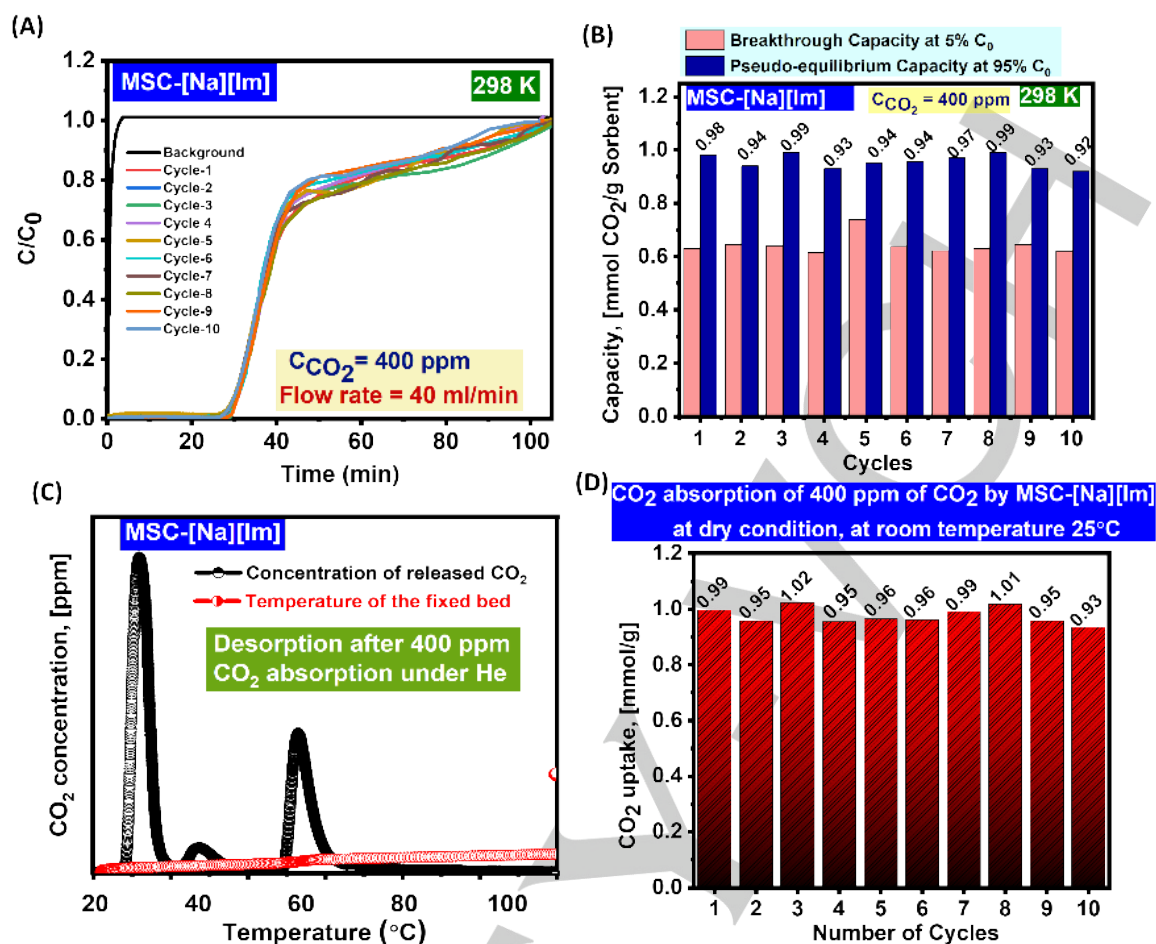 (A)
MSC-[Na][Im]
298 K
Background
Cycle-1
Cycle-2
Cycle-3
Cycle 4
Cycle-5
Cycle-6
Cycle-7
Cycle-8
Cycle-9
Cycle-10
C_CO2 = 400 ppm
Flow rate = 40 ml/min
C/C0
1.2
1.0
0.8
0.6
0.4
0.2
0.0
0 20 40 60 80 100
Time (min)
(B)
Breakthrough Capacity at 5% C0
Pseudo-equilibrium Capacity at 95% C0
MSC-[Na][Im]
C_CO2 = 400 ppm
298 K
0.98 0.94 0.99 0.93 0.94 0.94 0.97 0.99 0.93 0.92
Capacity, [mmol CO2/g Sorbent]
1.2
1.0
0.8
0.6
0.4
0.2
0.0
1 2 3 4 5 6 7 8 9 10
Cycles
(C)
MSC-[Na][Im]
Concentration of released CO2
Temperature of the fixed bed
Desorption after 400 ppm
CO2 absorption under He
CO2 concentration, [ppm]
20 40 60 80 100
Temperature (°C)
(D)
CO2 absorption of 400 ppm of CO2 by MSC-[Na][Im]
at dry condition, at room temperature 25°C
0.99 0.95 1.02 0.95 0.96 0.96 0.99 1.01 0.95 0.93
CO2 uptake, [mmol/g]
1.2
1.0
0.8
0.6
0.4
0.2
0.0
1 2 3 4 5 6 7 8 9 10
Number of Cycles